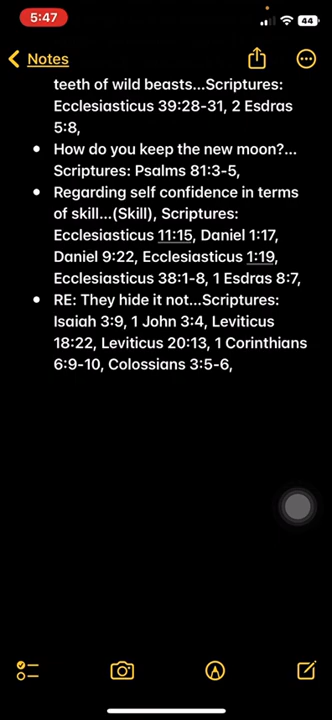 5:47
44
Notes
teeth of wild beasts...Scriptures:
Ecclesiasticus 39:28-31, 2 Esdras
5:8,
• How do you keep the new moon?...
Scriptures: Psalms 81:3-5,
• Regarding self confidence in terms
of skill...(Skill), Scriptures:
Ecclesiasticus 11:15, Daniel 1:17,
Daniel 9:22, Ecclesiasticus 1:19,
Ecclesiasticus 38:1-8, 1 Esdras 8:7,
• RE: They hide it not...Scriptures:
Isaiah 3:9, 1 John 3:4, Leviticus
18:22, Leviticus 20:13, 1 Corinthians
6:9-10, Colossians 3:5-6,